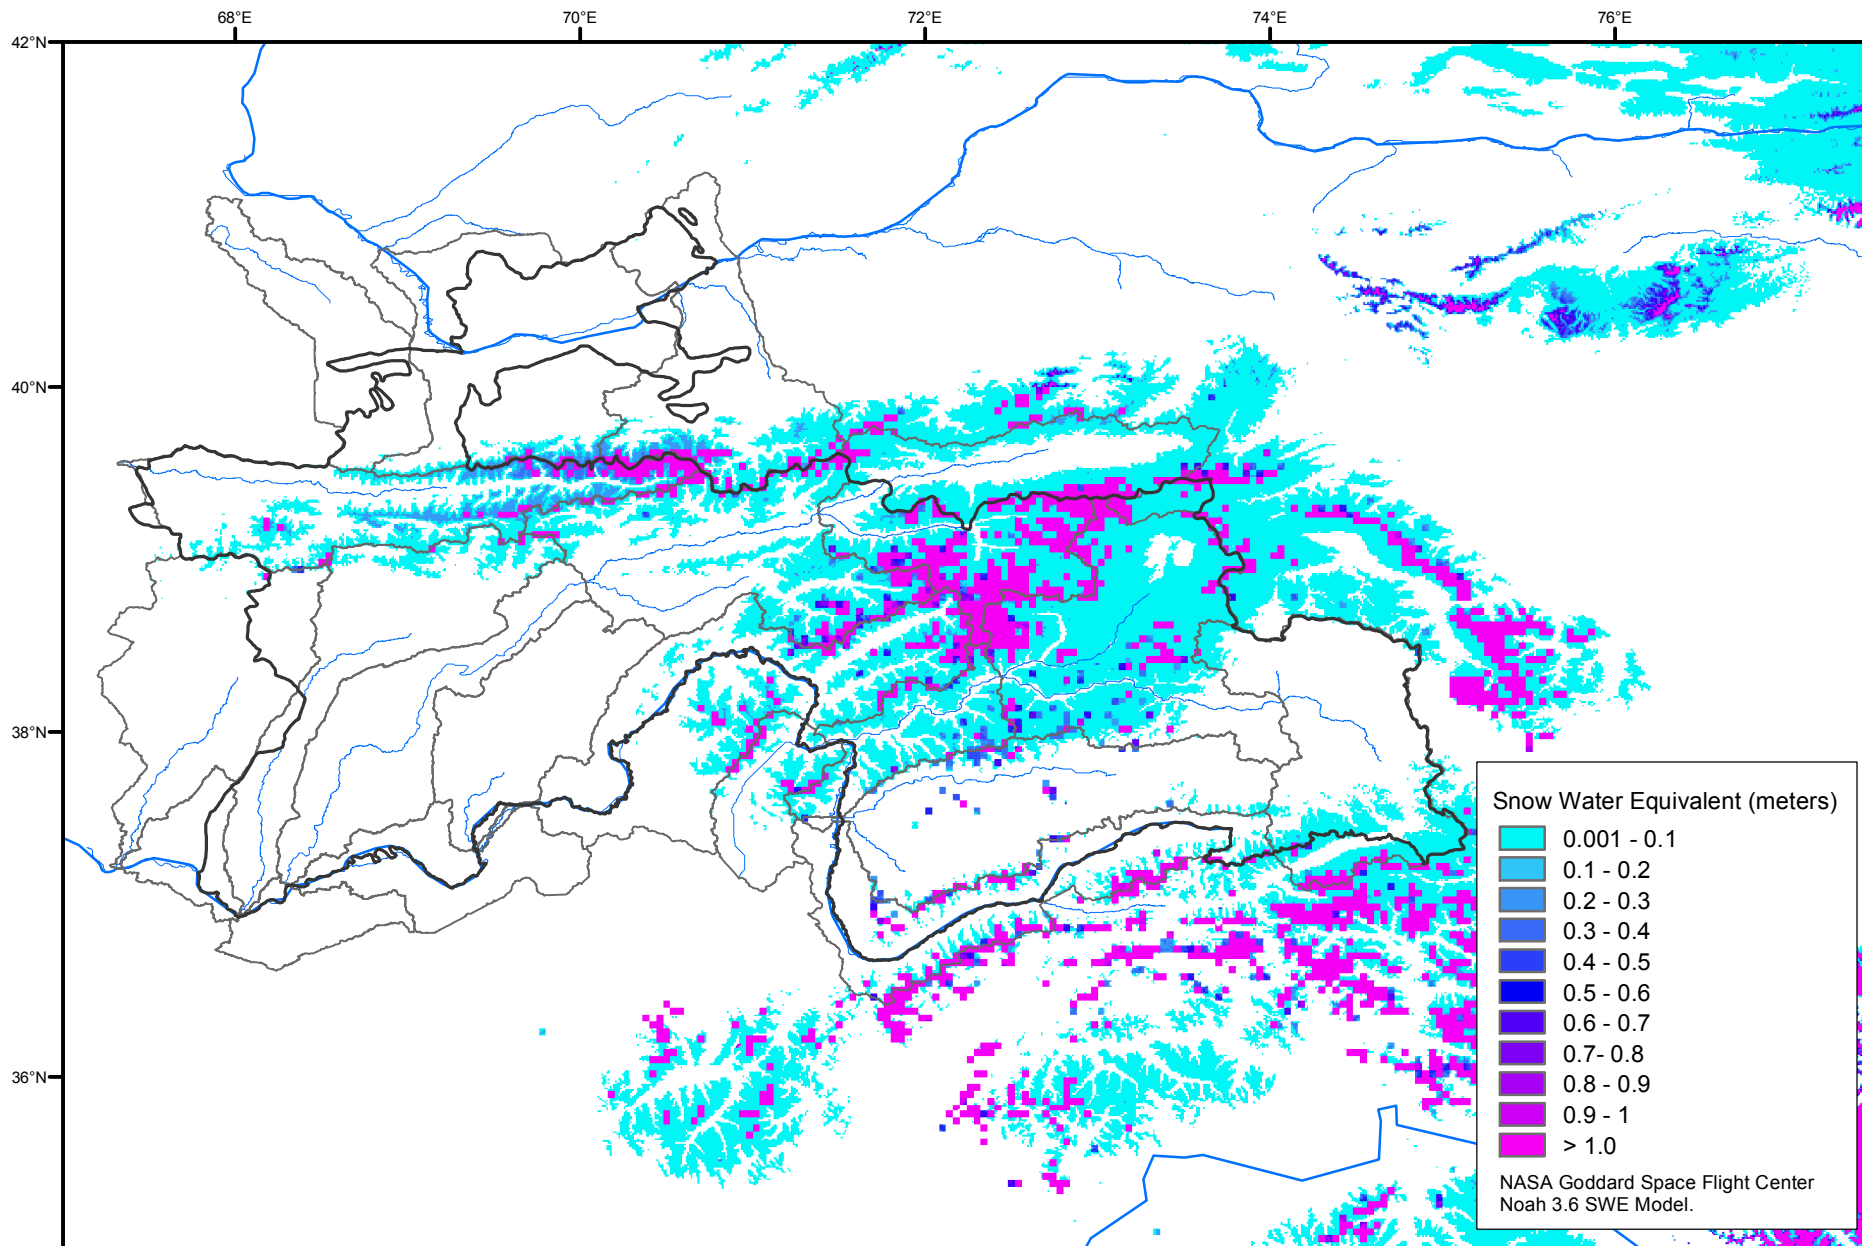 68°E 70°E 72°E 74°E 76°E
42°N
40°N
38°N
36°N
Snow Water Equivalent (meters)
0.001 - 0.1
0.1 - 0.2
0.2 - 0.3
0.3 - 0.4
0.4 - 0.5
0.5 - 0.6
0.6 - 0.7
0.7- 0.8
0.8 - 0.9
0.9 - 1
> 1.0
NASA Goddard Space Flight Center
Noah 3.6 SWE Model.